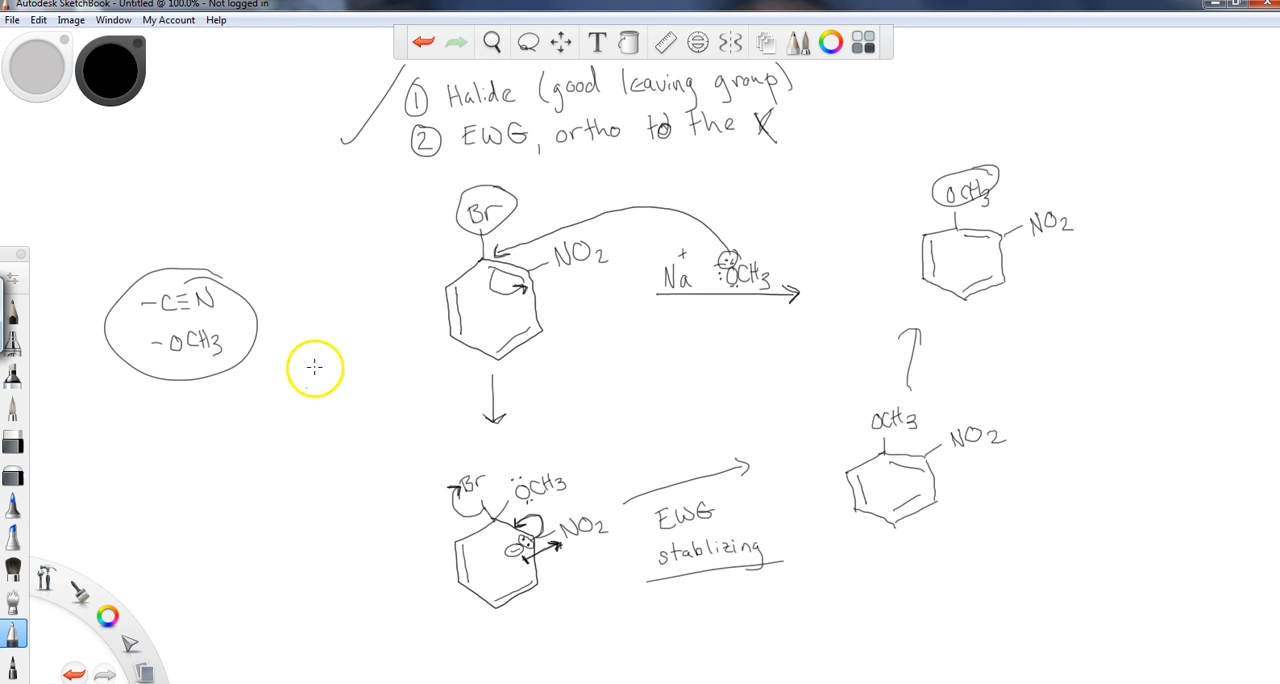 Autodesk SketchBook - Untitled @ 100.0% - Not logged in
File Edit Image Window My Account Help
T
① Halide (good leaving group)
② EWG, ortho to the X
Br
NO2
Na + :OCH3
OCH3
NO2
-C≡N
-OCH3
Br OCH3
NO2
EWG
stablizing
OCH3
NO2